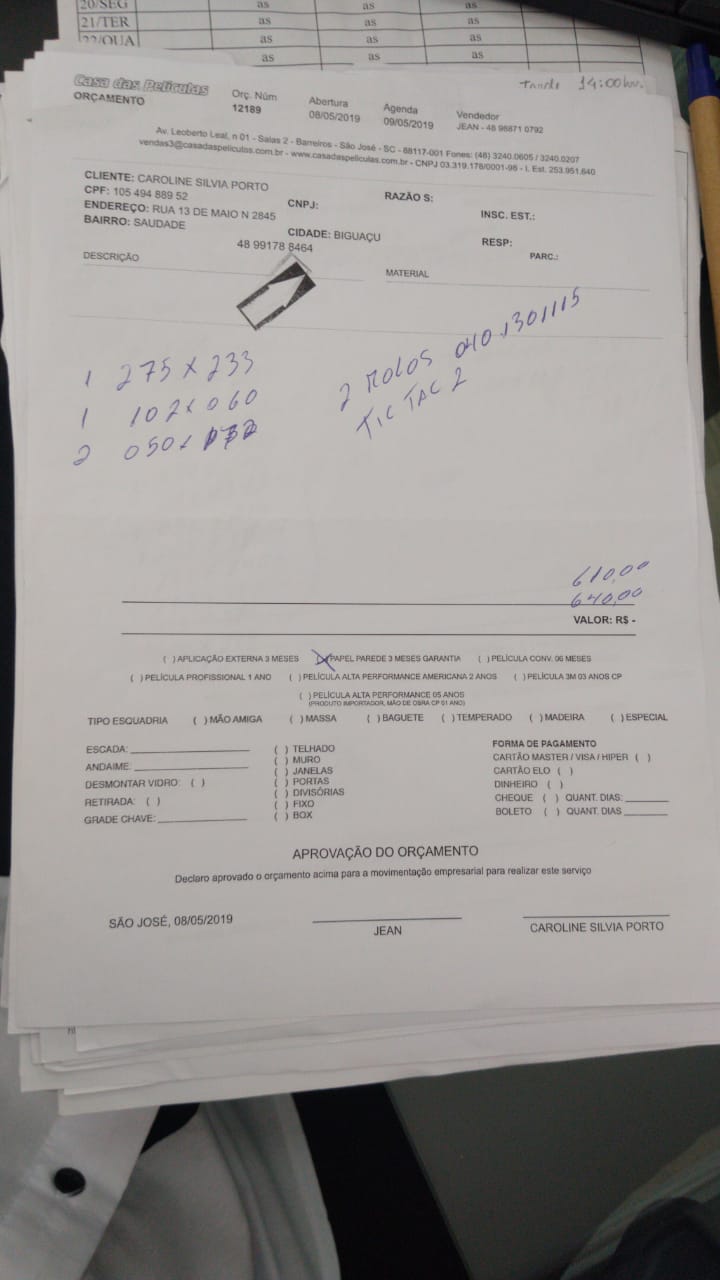 20/SEG as as as
21/TER as as as
22/QUA as as as
as as as
Tarde 14:00 hrs.
Casa das Películas
ORÇAMENTO
Orç. Núm Abertura Agenda Vendedor
12189 08/05/2019 09/05/2019 JEAN - 48 98871 0792
Av. Leoberto Leal, n 01 - Salas 2 - Barreiros - São José - SC - 88117-001 Fones: (48) 3240.0605 / 3240.0207
vendas3@casadaspeliculas.com.br - www.casadaspeliculas.com.br - CNPJ 03.319.178/0001-96 - I. Est. 253.951.640
CLIENTE: CAROLINE SILVIA PORTO
CPF: 105 494 889 52 CNPJ: RAZÃO S: INSC. EST.:
ENDEREÇO: RUA 13 DE MAIO N 2845
BAIRRO: SAUDADE CIDADE: BIGUAÇU RESP:
48 99178 8464 PARC.:
DESCRIÇÃO MATERIAL
1 275 x 233 2 ROLOS 040.1301115
1 102 x 060 TIC TAC 2
2 050 x
610,00
640,00
VALOR: R$ -
( ) APLICAÇÃO EXTERNA 3 MESES (X) PAPEL PAREDE 3 MESES GARANTIA ( ) PELÍCULA CONV. 06 MESES
( ) PELÍCULA PROFISSIONAL 1 ANO ( ) PELÍCULA ALTA PERFORMANCE AMERICANA 2 ANOS ( ) PELÍCULA 3M 03 ANOS CP
( ) PELÍCULA ALTA PERFORMANCE 05 ANOS
(PRODUTO IMPORTADOR, MÃO DE OBRA CP 01 ANO)
TIPO ESQUADRIA ( ) MÃO AMIGA ( ) MASSA ( ) BAGUETE ( ) TEMPERADO ( ) MADEIRA ( ) ESPECIAL
ESCADA: ( ) TELHADO FORMA DE PAGAMENTO
ANDAIME: ( ) MURO CARTÃO MASTER / VISA / HIPER ( )
( ) JANELAS CARTÃO ELO ( )
DESMONTAR VIDRO: ( ) ( ) PORTAS DINHEIRO ( )
RETIRADA: ( ) ( ) DIVISÓRIAS CHEQUE ( ) QUANT. DIAS:
( ) FIXO BOLETO ( ) QUANT. DIAS
GRADE CHAVE: ( ) BOX
APROVAÇÃO DO ORÇAMENTO
Declaro aprovado o orçamento acima para a movimentação empresarial para realizar este serviço
SÃO JOSÉ, 08/05/2019 JEAN CAROLINE SILVIA PORTO